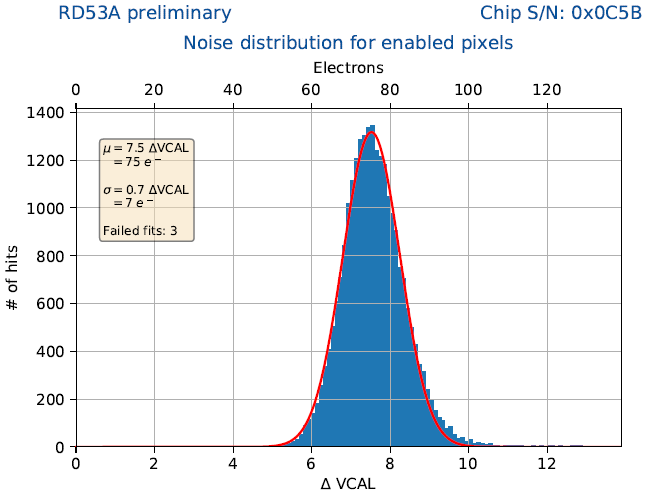 RD53A preliminary
Chip S/N: 0x0C5B
Noise distribution for enabled pixels
Electrons
0 20 40 60 80 100 120
1400
1200
1000
800
600
400
200
0
# of hits
μ = 7.5 ΔVCAL
= 75 e⁻
σ = 0.7 ΔVCAL
= 7 e⁻
Failed fits: 3
0 2 4 6 8 10 12
Δ VCAL